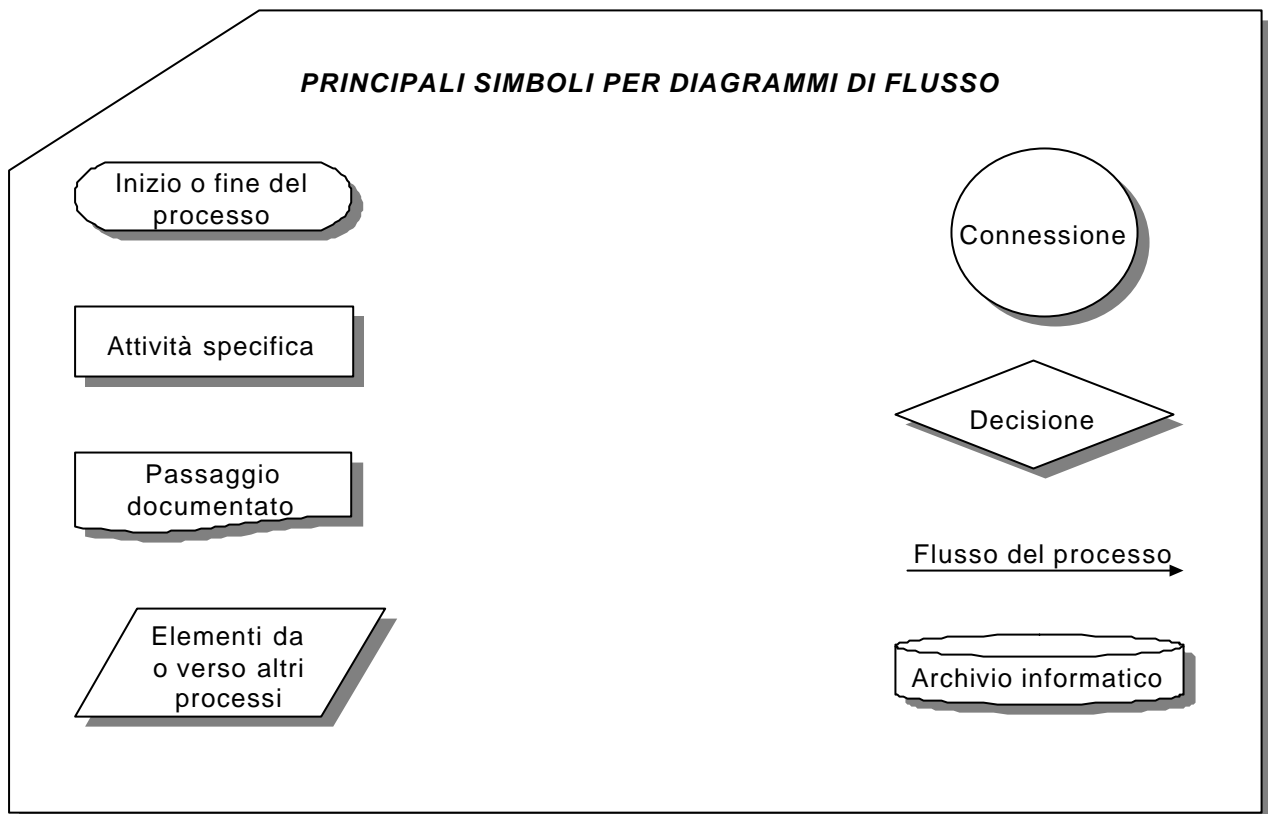 PRINCIPALI SIMBOLI PER DIAGRAMMI DI FLUSSO
Inizio o fine del
processo
Attività specifica
Passaggio
documentato
Elementi da
o verso altri
processi
Connessione
Decisione
Flusso del processo
Archivio informatico